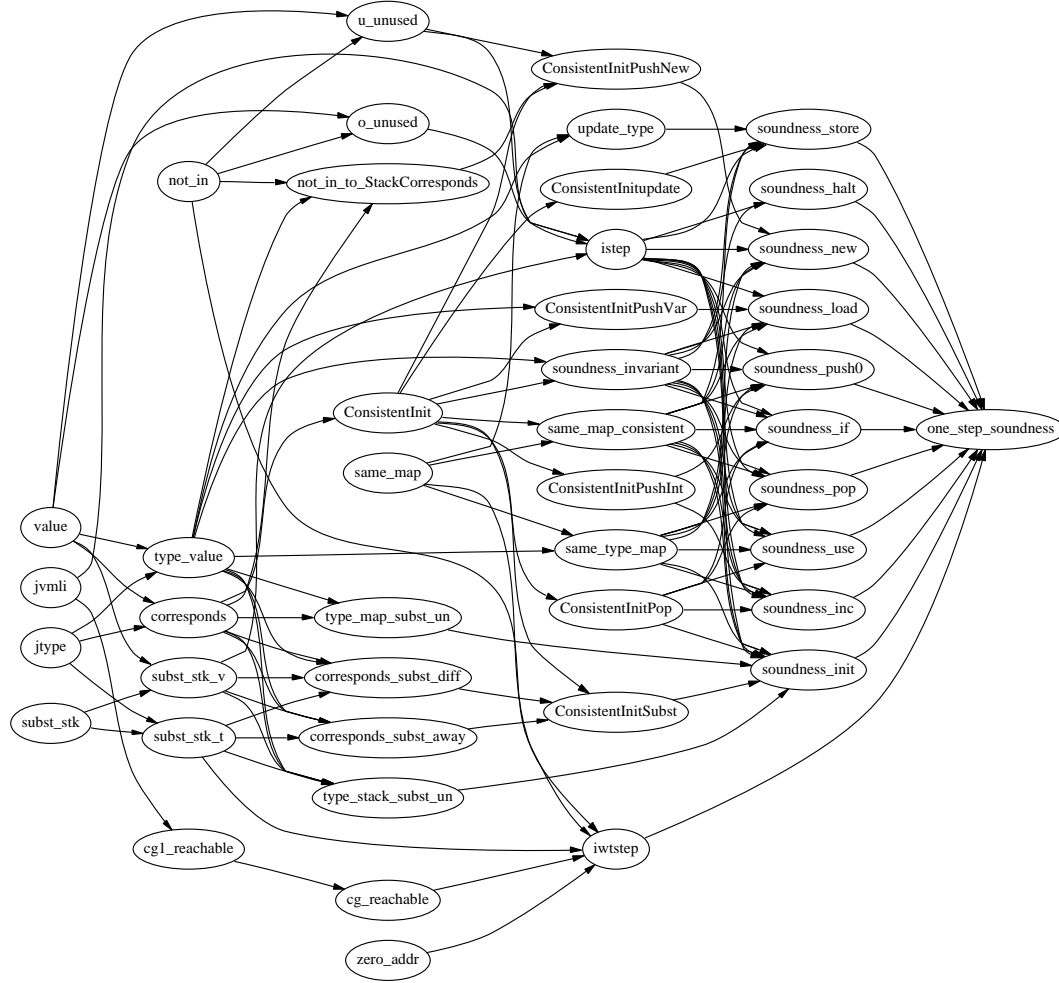 u_unused
ConsistentInitPushNew
o_unused
update_type
soundness_store
not_in
not_in_to_StackCorresponds
ConsistentInitupdate
soundness_halt
istep
soundness_new
ConsistentInitPushVar
soundness_load
soundness_invariant
soundness_push0
ConsistentInit
same_map_consistent
soundness_if
one_step_soundness
same_map
ConsistentInitPushInt
soundness_pop
value
type_value
same_type_map
soundness_use
jvmli
corresponds
type_map_subst_un
ConsistentInitPop
soundness_inc
jtype
subst_stk_v
corresponds_subst_diff
soundness_init
subst_stk
subst_stk_t
corresponds_subst_away
ConsistentInitSubst
type_stack_subst_un
cg1_reachable
iwtstep
cg_reachable
zero_addr